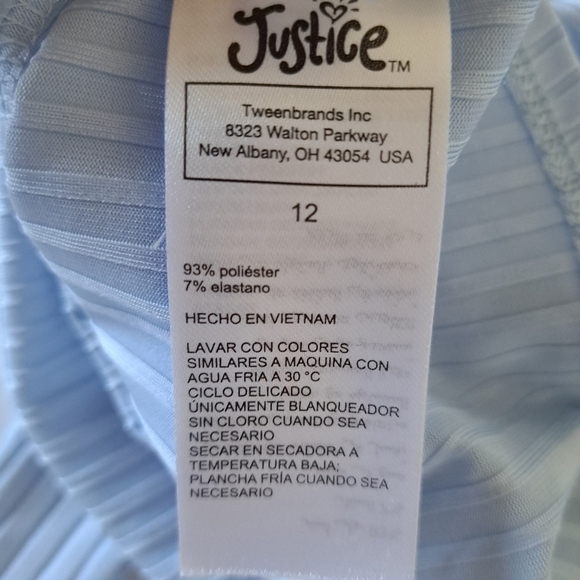 Justice™
Tweenbrands Inc
8323 Walton Parkway
New Albany, OH 43054 USA
12
93% poliéster
7% elastano
HECHO EN VIETNAM
LAVAR CON COLORES
SIMILARES A MAQUINA CON
AGUA FRIA A 30 °C
CICLO DELICADO
ÚNICAMENTE BLANQUEADOR
SIN CLORO CUANDO SEA
NECESARIO
SECAR EN SECADORA A
TEMPERATURA BAJA;
PLANCHA FRÍA CUANDO SEA
NECESARIO